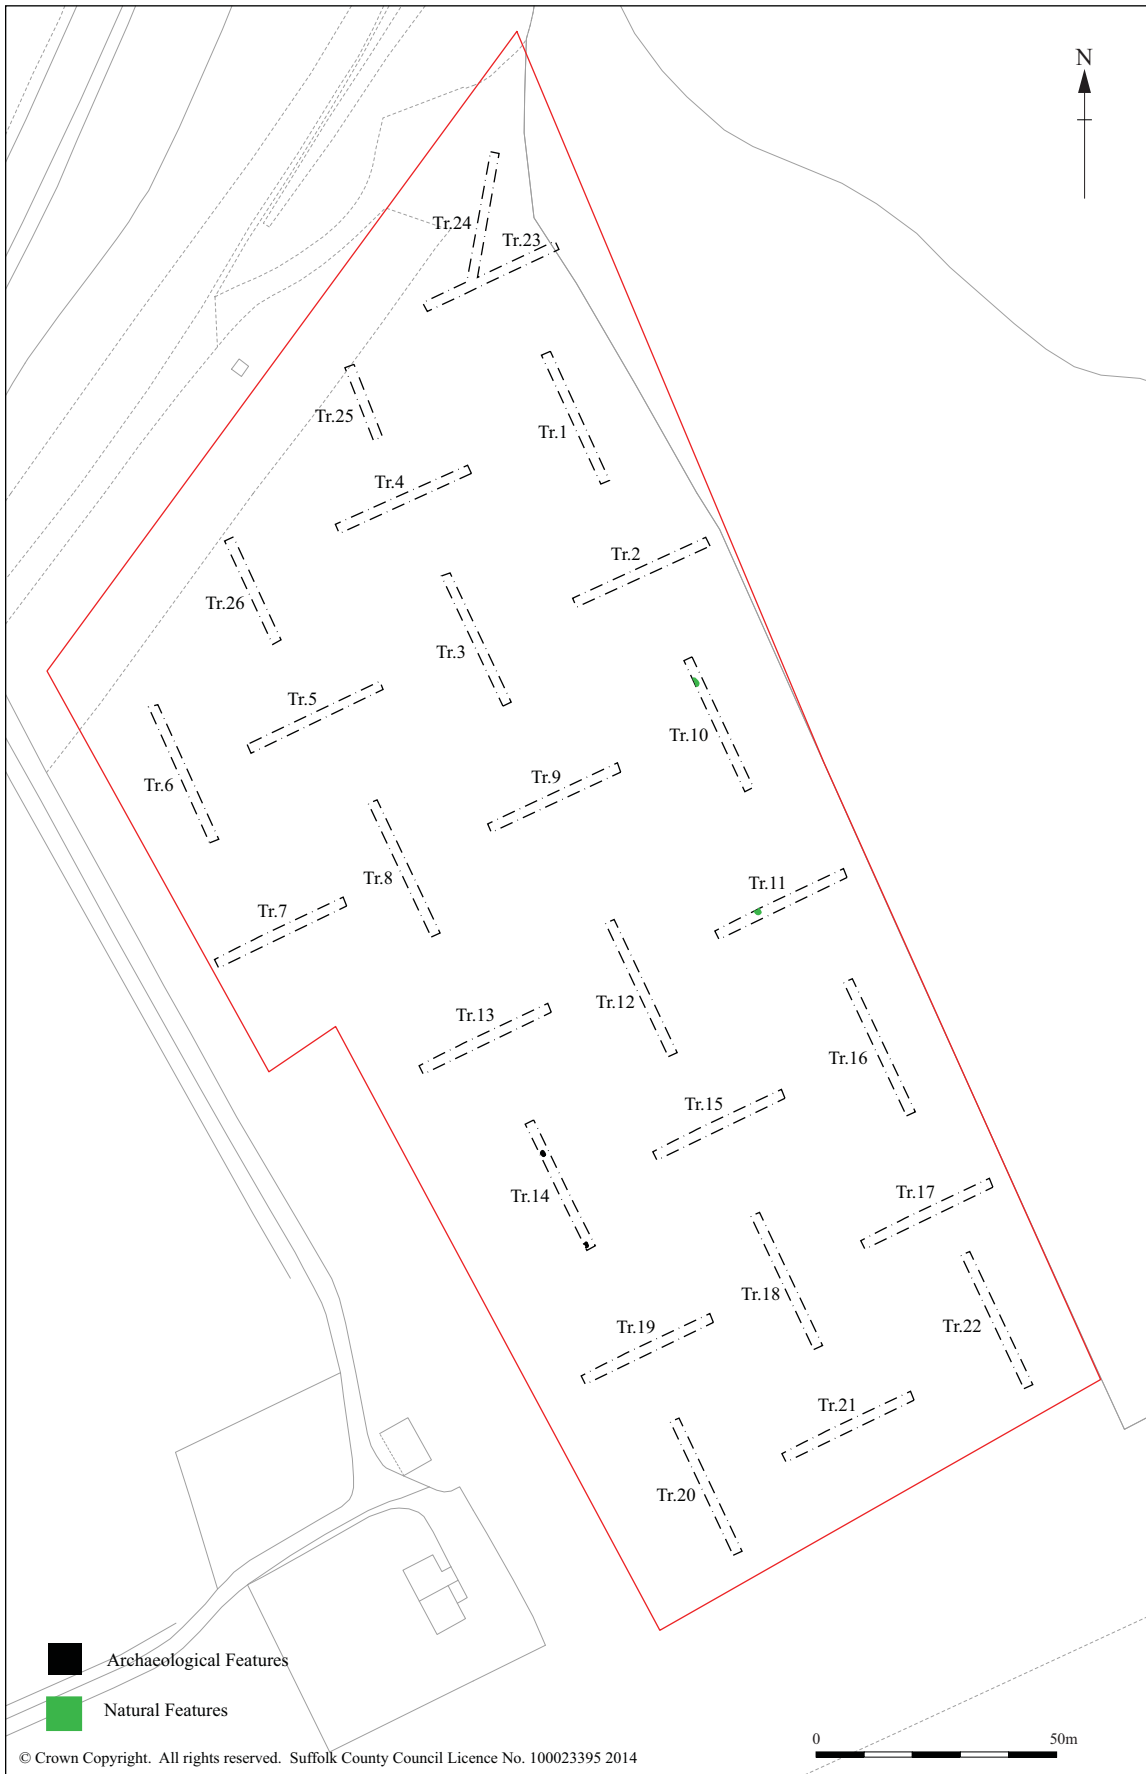 N
Tr.24
Tr.23
Tr.25
Tr.1
Tr.4
Tr.2
Tr.26
Tr.3
Tr.5
Tr.10
Tr.6
Tr.9
Tr.8
Tr.11
Tr.7
Tr.12
Tr.13
Tr.16
Tr.15
Tr.14
Tr.17
Tr.18
Tr.19
Tr.22
Tr.21
Tr.20
Archaeological Features
Natural Features
0 50m
© Crown Copyright. All rights reserved. Suffolk County Council Licence No. 100023395 2014